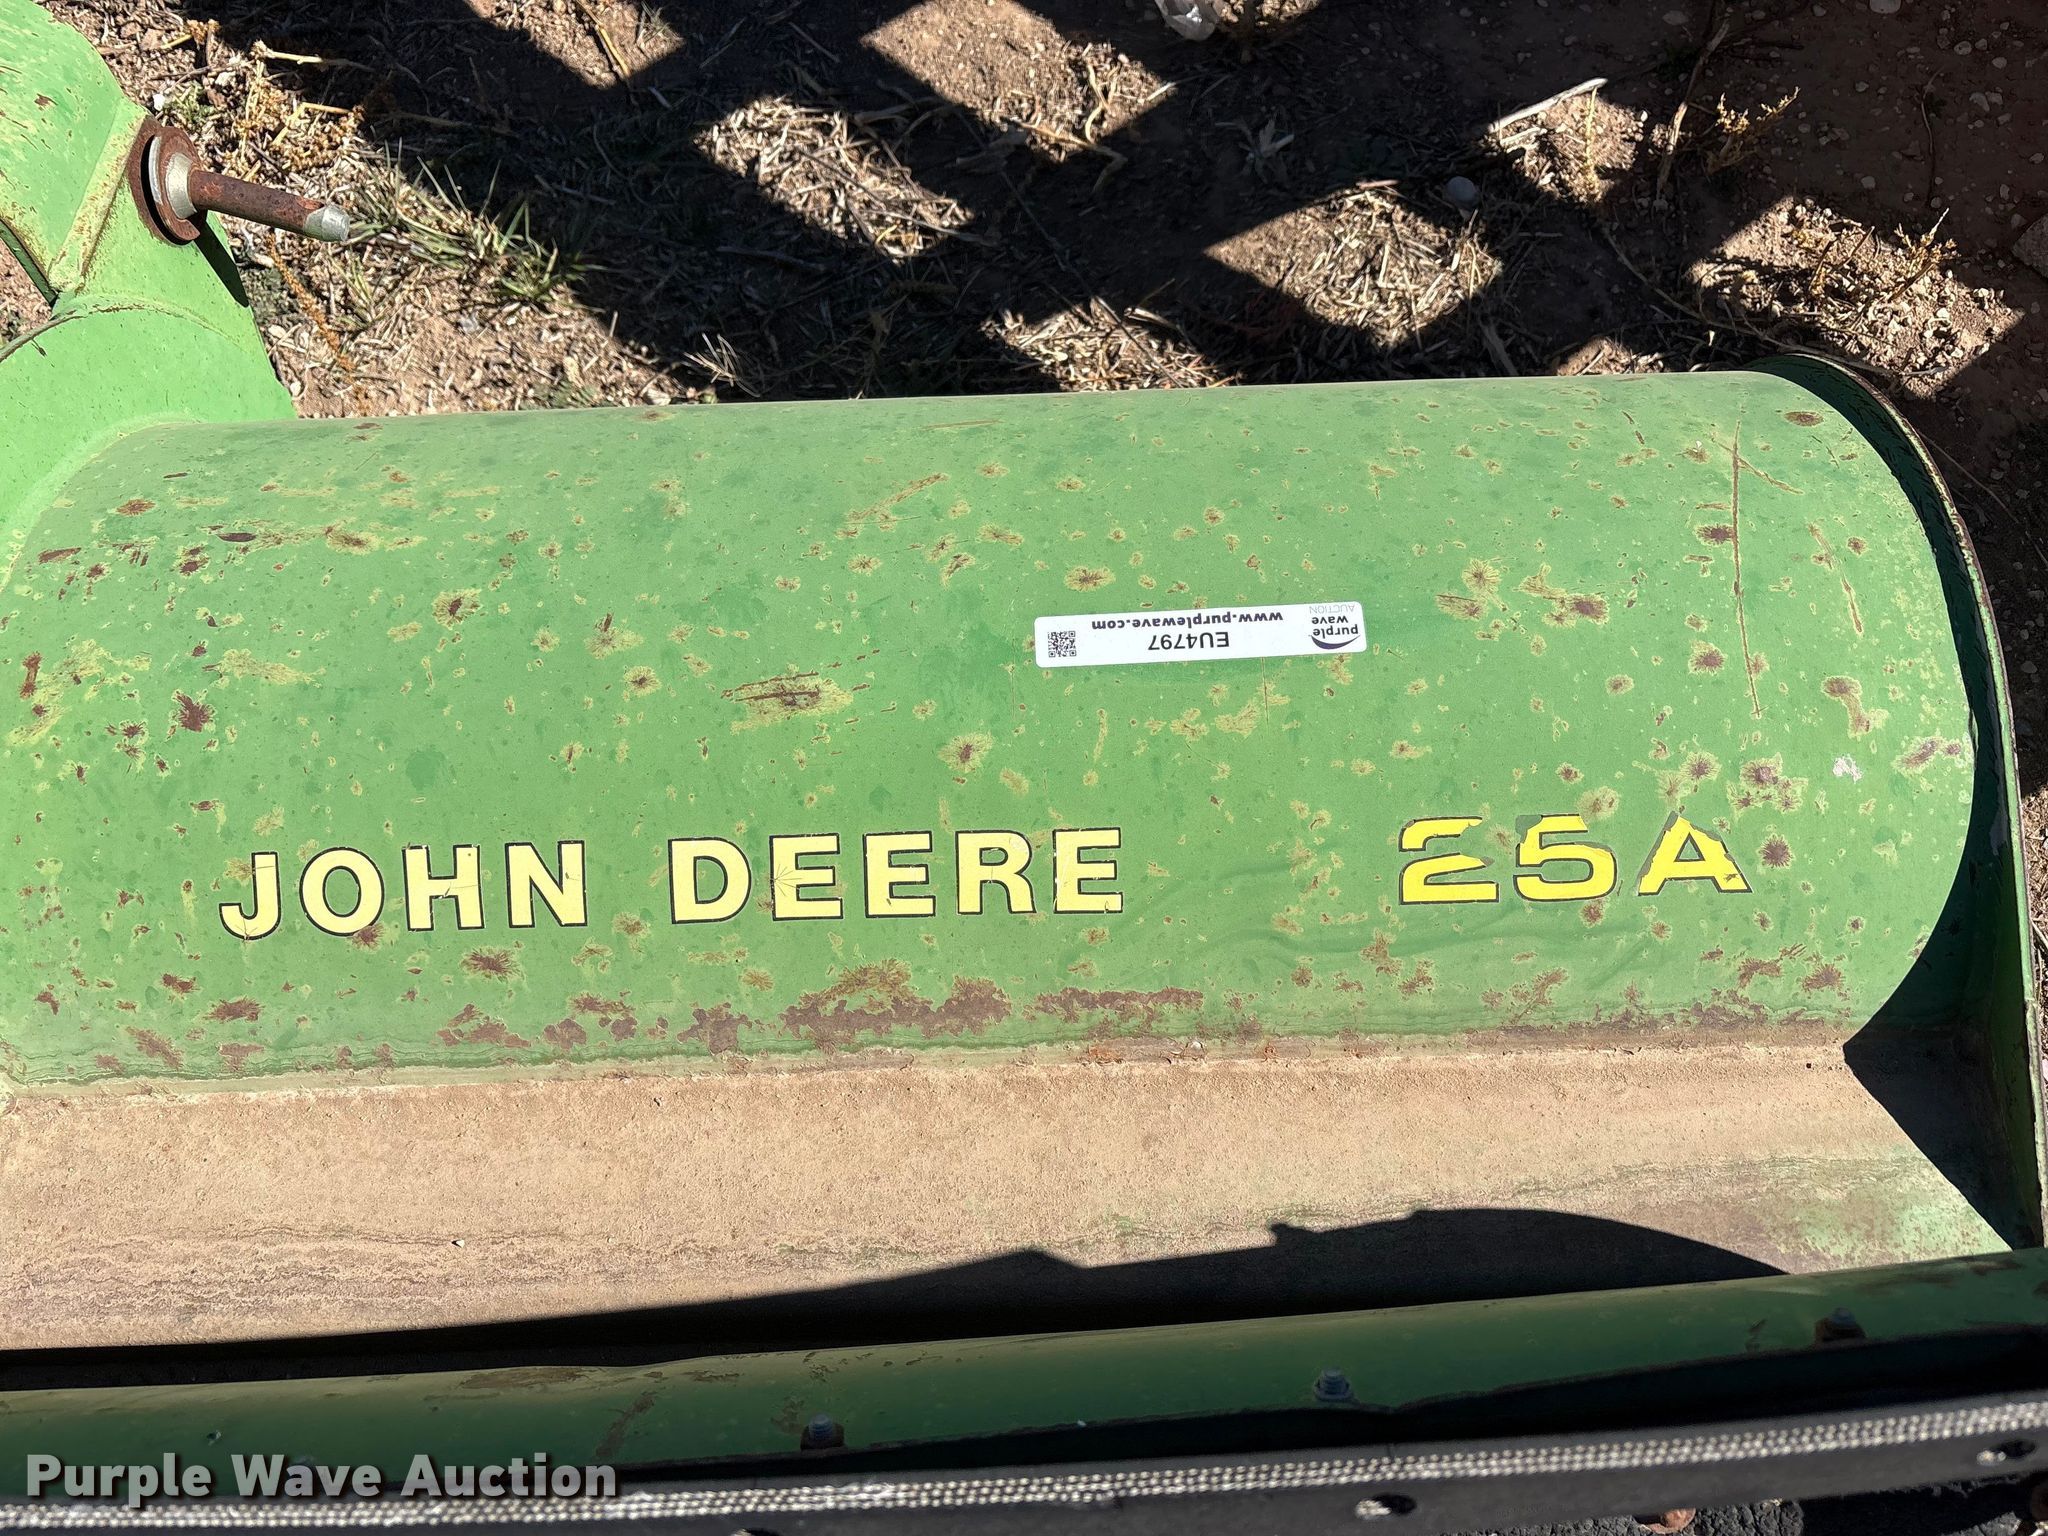 purple
wave
AUCTION
EU4797
www.purplewave.com
JOHN DEERE 25A
Purple Wave Auction